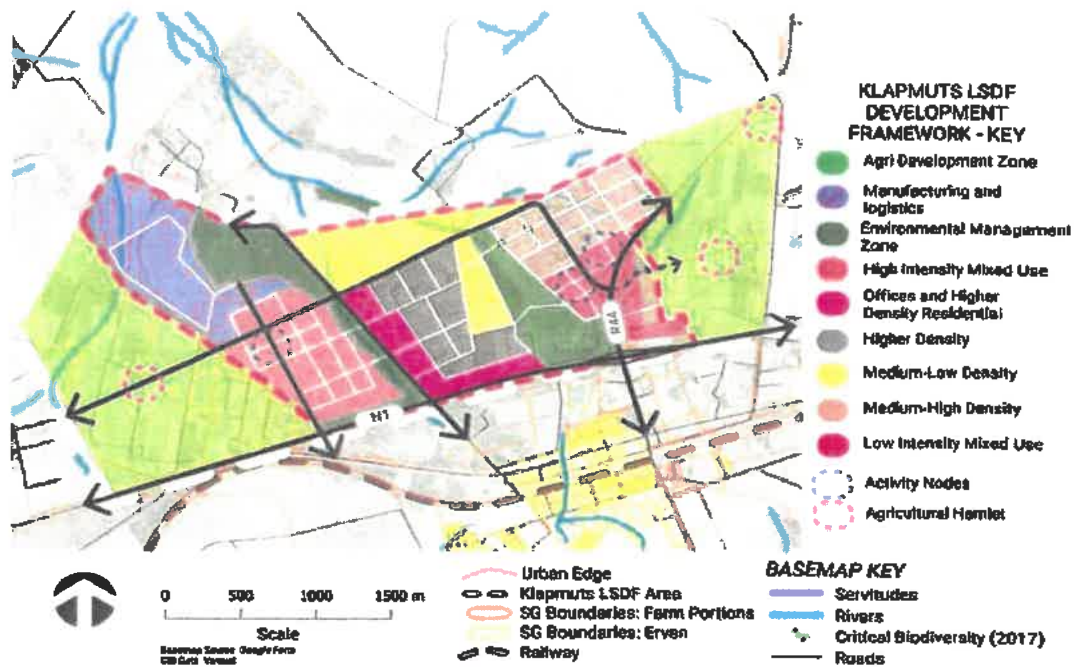 KLAPMUTS LSDF
DEVELOPMENT
FRAMEWORK - KEY
Agri Development Zone
Manufacturing and
logistics
Environmental Management
Zone
High Intensity Mixed Use
Offices and Higher
Density Residential
Higher Density
Medium-Low Density
Medium-High Density
Low Intensity Mixed Use
Activity Nodes
Agricultural Hamlet
R44
N1
0 500 1000 1500 m
Scale
Basemap Source: Google
Urban Edge
Klapmuts LSDF Area
SG Boundaries: Farm Portions
SG Boundaries: Erven
Railway
BASEMAP KEY
Servitudes
Rivers
Critical Biodiversity (2017)
Roads